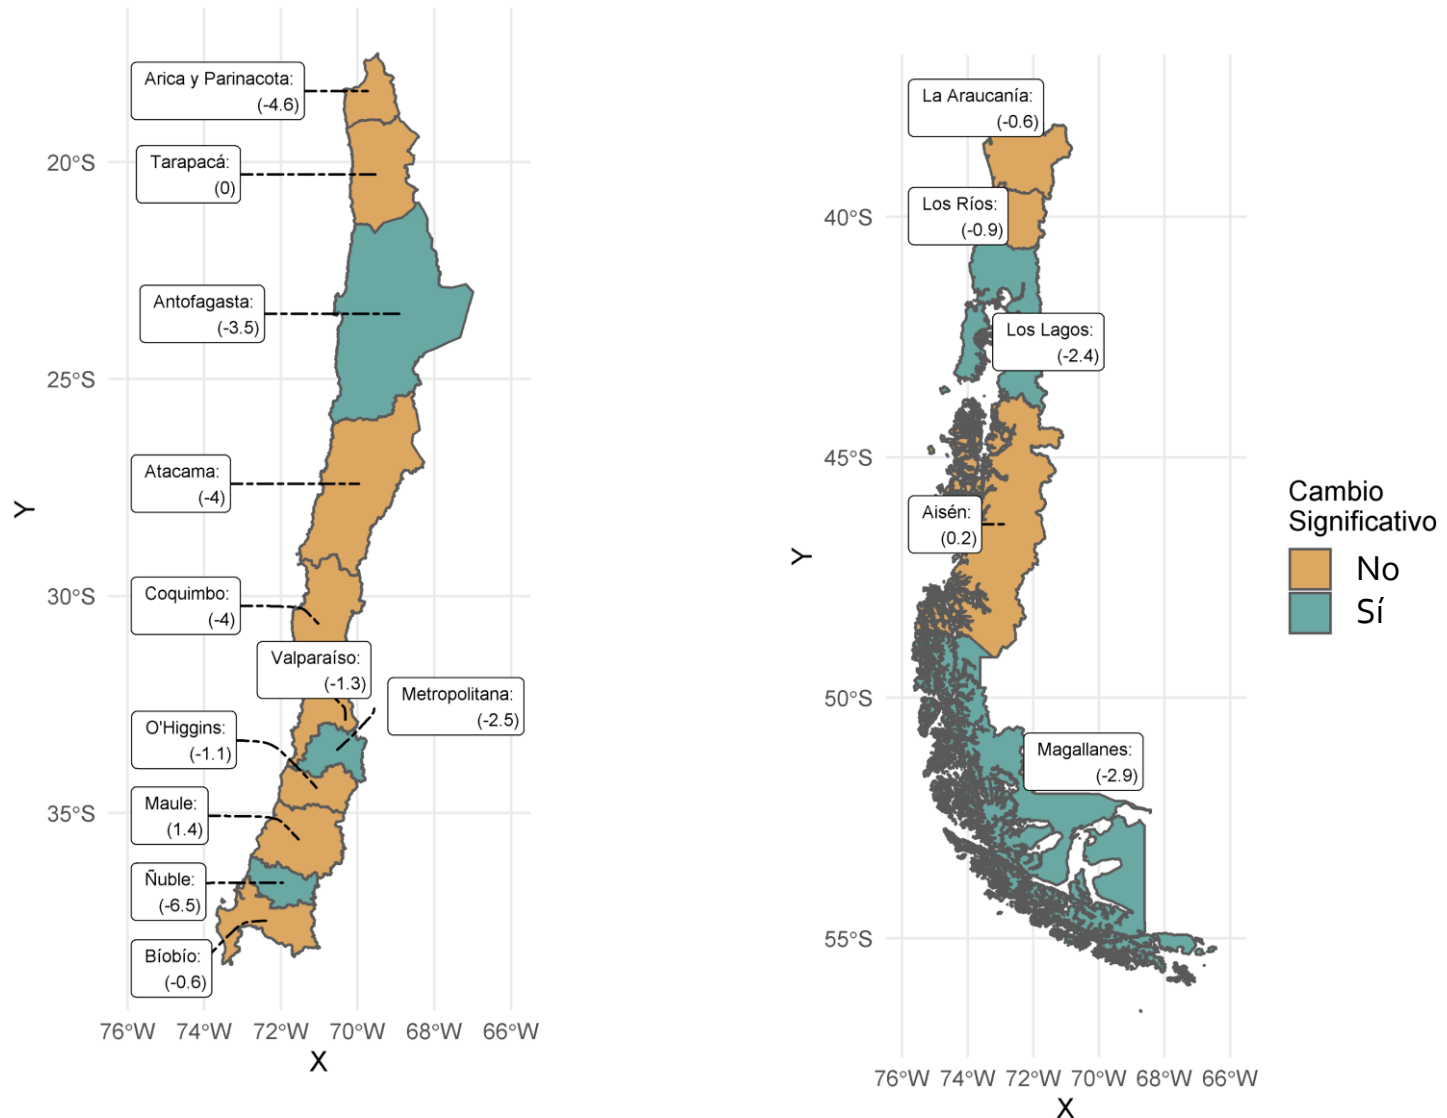 Arica y Parinacota:
(-4.6)
Tarapacá:
(0)
Antofagasta:
(-3.5)
Atacama:
(-4)
Coquimbo:
(-4)
Valparaíso:
(-1.3)
Metropolitana:
(-2.5)
O'Higgins:
(-1.1)
Maule:
(1.4)
Ñuble:
(-6.5)
Bíobío:
(-0.6)
20°S
25°S
30°S
35°S
Y
76°W 74°W 72°W 70°W 68°W 66°W
X
La Araucanía:
(-0.6)
Los Ríos:
(-0.9)
Los Lagos:
(-2.4)
Aisén:
(0.2)
Magallanes:
(-2.9)
40°S
45°S
50°S
55°S
Y
76°W 74°W 72°W 70°W 68°W 66°W
X
Cambio
Significativo
No
Sí